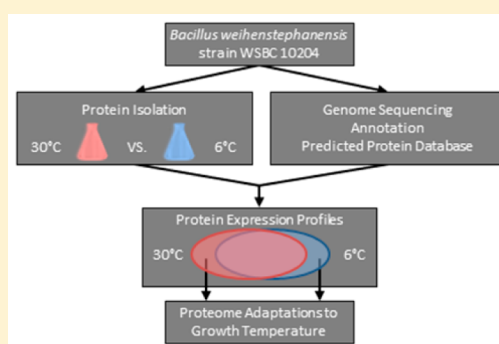 Bacillus weihenstephanensis
strain WSBC 10204
Protein Isolation
30°C VS. 6°C
Genome Sequencing
Annotation
Predicted Protein Database
Protein Expression Profiles
30°C 6°C
Proteome Adaptations to
Growth Temperature